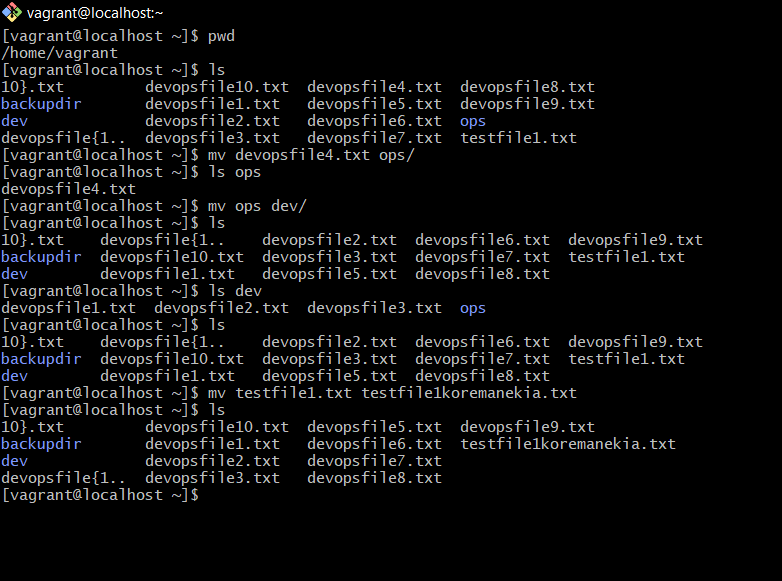 vagrant@localhost:~
[vagrant@localhost ~]$ pwd
/home/vagrant
[vagrant@localhost ~]$ ls
10}.txt         devopsfile10.txt  devopsfile4.txt  devopsfile8.txt
backupdir       devopsfile1.txt   devopsfile5.txt  devopsfile9.txt
dev             devopsfile2.txt   devopsfile6.txt  ops
devopsfile{1..  devopsfile3.txt   devopsfile7.txt  testfile1.txt
[vagrant@localhost ~]$ mv devopsfile4.txt ops/
[vagrant@localhost ~]$ ls ops
devopsfile4.txt
[vagrant@localhost ~]$ mv ops dev/
[vagrant@localhost ~]$ ls
10}.txt    devopsfile{1..    devopsfile2.txt  devopsfile6.txt  devopsfile9.txt
backupdir  devopsfile10.txt  devopsfile3.txt  devopsfile7.txt  testfile1.txt
dev        devopsfile1.txt   devopsfile5.txt  devopsfile8.txt
[vagrant@localhost ~]$ ls dev
devopsfile1.txt  devopsfile2.txt  devopsfile3.txt  ops
[vagrant@localhost ~]$ ls
10}.txt    devopsfile{1..    devopsfile2.txt  devopsfile6.txt  devopsfile9.txt
backupdir  devopsfile10.txt  devopsfile3.txt  devopsfile7.txt  testfile1.txt
dev        devopsfile1.txt   devopsfile5.txt  devopsfile8.txt
[vagrant@localhost ~]$ mv testfile1.txt testfile1koremanekia.txt
[vagrant@localhost ~]$ ls
10}.txt         devopsfile10.txt  devopsfile5.txt  devopsfile9.txt
backupdir       devopsfile1.txt   devopsfile6.txt  testfile1koremanekia.txt
dev             devopsfile2.txt   devopsfile7.txt
devopsfile{1..  devopsfile3.txt   devopsfile8.txt
[vagrant@localhost ~]$